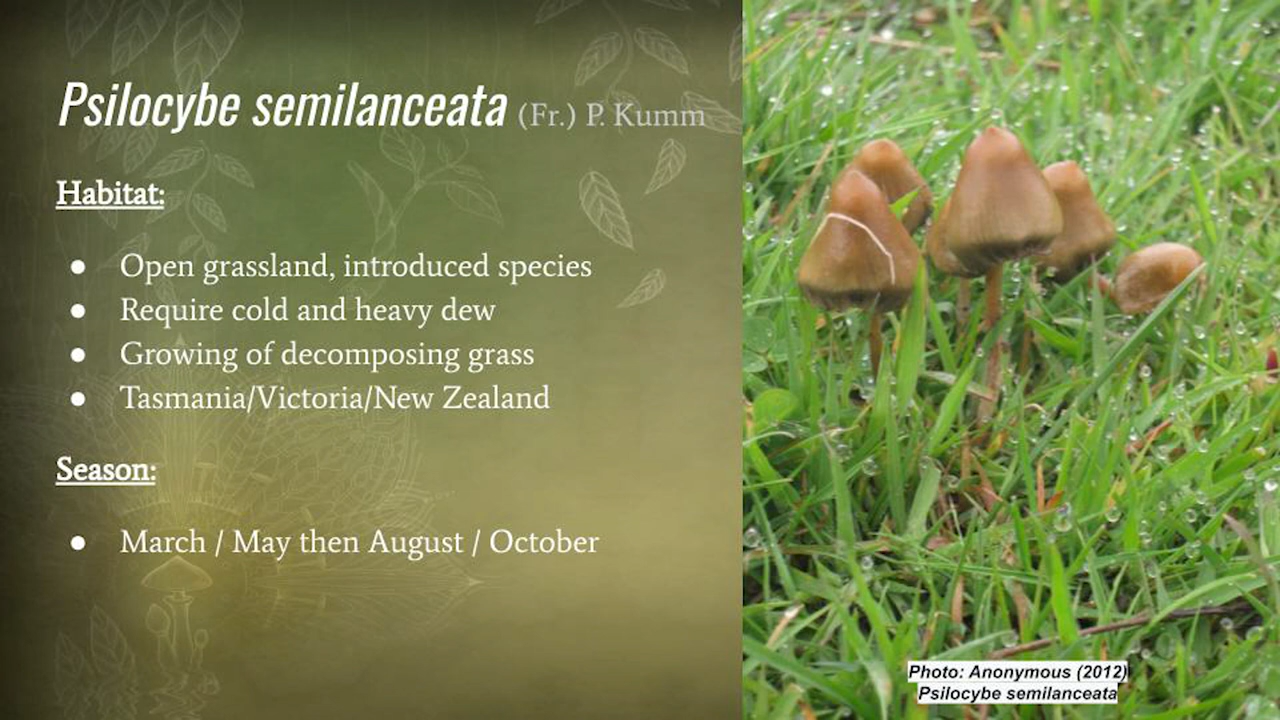 Psilocybe semilanceata (Fr.) P. Kumm
Habitat:
● Open grassland, introduced species
● Require cold and heavy dew
● Growing of decomposing grass
● Tasmania/Victoria/New Zealand
Season:
● March / May then August / October
Photo: Anonymous (2012)
Psilocybe semilanceata